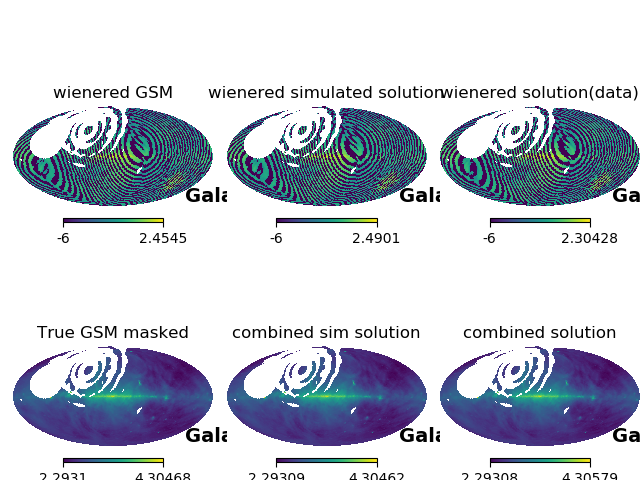 wienered GSM
wienered simulated solution
wienered solution(data)
Gala
Gala
Ga
-6
2.4545
-6
2.4901
-6
2.30428
True GSM masked
combined sim solution
combined solution
Gala
Gala
Ga
2.2931
4.30468
2.29309
4.30462
2.29308
4.30579